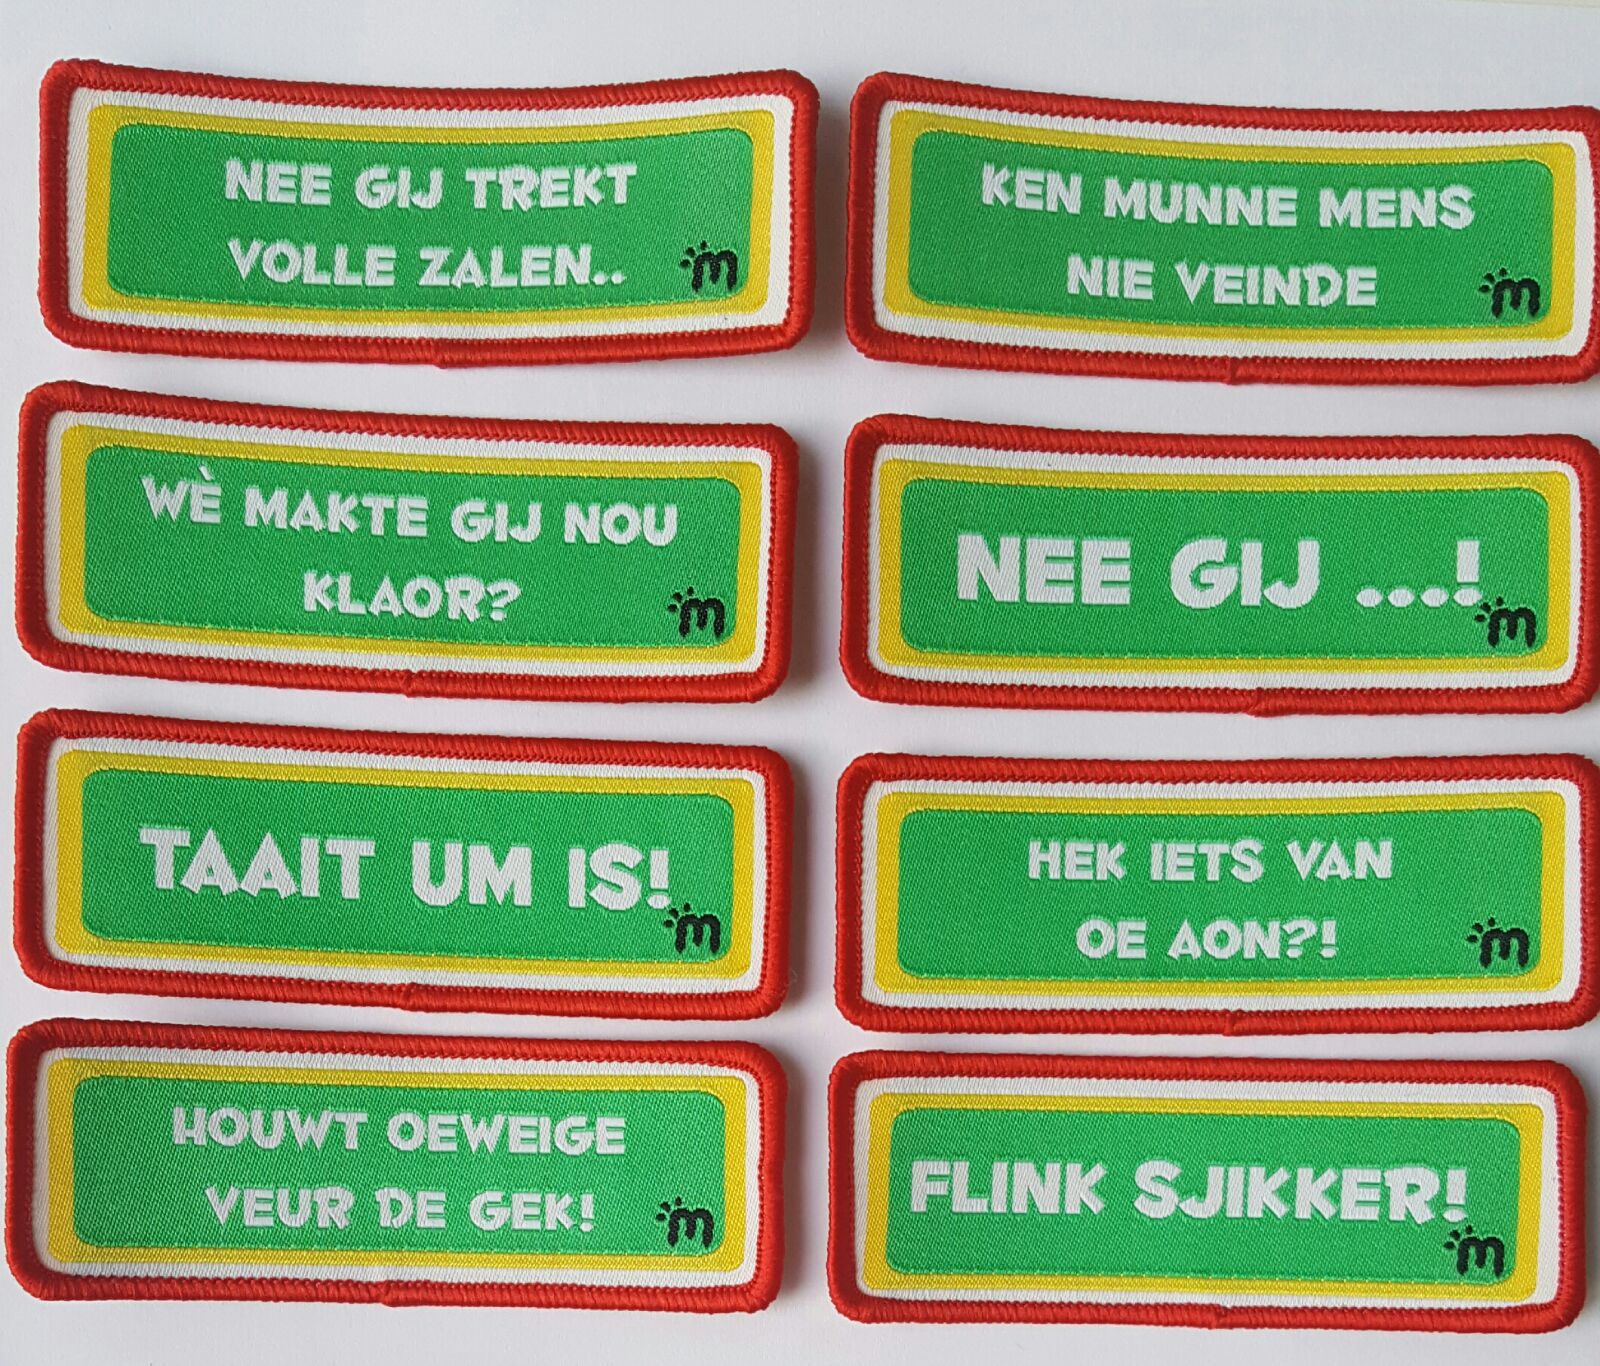 NEE GIJ TREKT
VOLLE ZALEN..
m
KEN MUNNE MENS
NIE VEINDE
m
WÈ MAKTE GIJ NOU
KLAOR?
m
NEE GIJ ...!
m
TAAIT UM IS!
m
HEK IETS VAN
OE AON?!
m
HOUWT OEWEIGE
VEUR DE GEK!
m
FLINK SJIKKER!
m